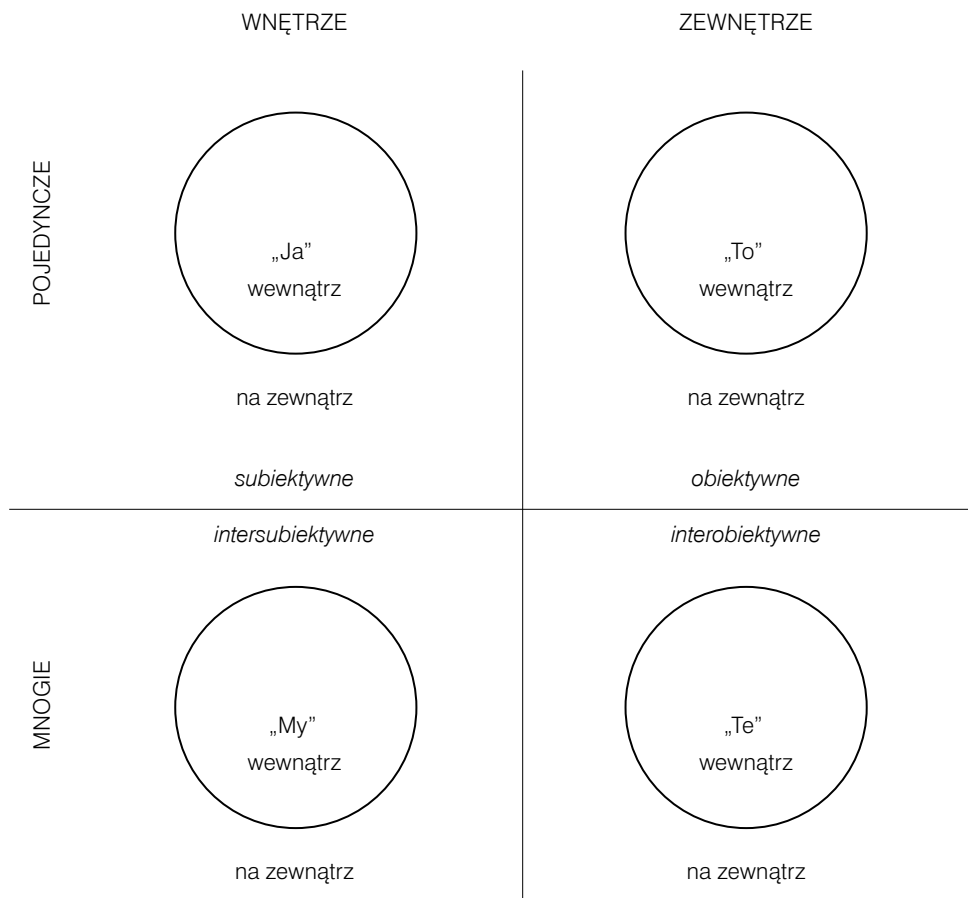 WNĘTRZE
ZEWNĘTRZE
POJEDYNCZE
„Ja”
wewnątrz
na zewnątrz
subiektywne
„To”
wewnątrz
na zewnątrz
obiektywne
MNOGIE
intersubiektywne
„My”
wewnątrz
na zewnątrz
interobiektywne
„Te”
wewnątrz
na zewnątrz